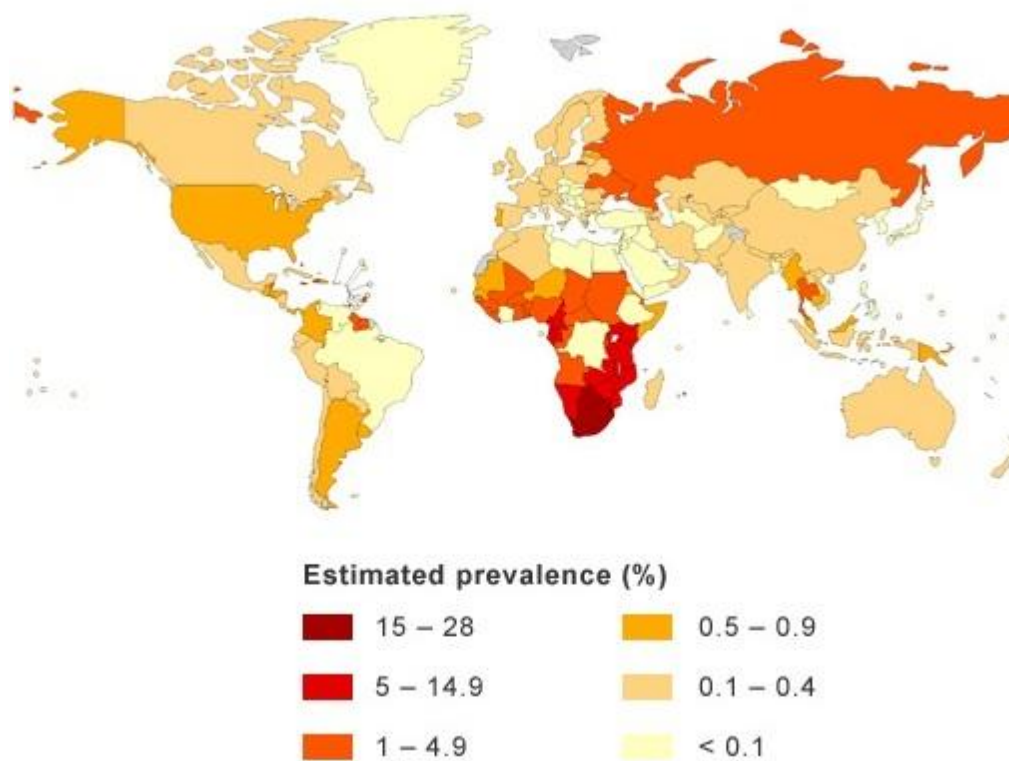 Estimated prevalence (%)
15 – 28
0.5 – 0.9
5 – 14.9
0.1 – 0.4
1 – 4.9
< 0.1